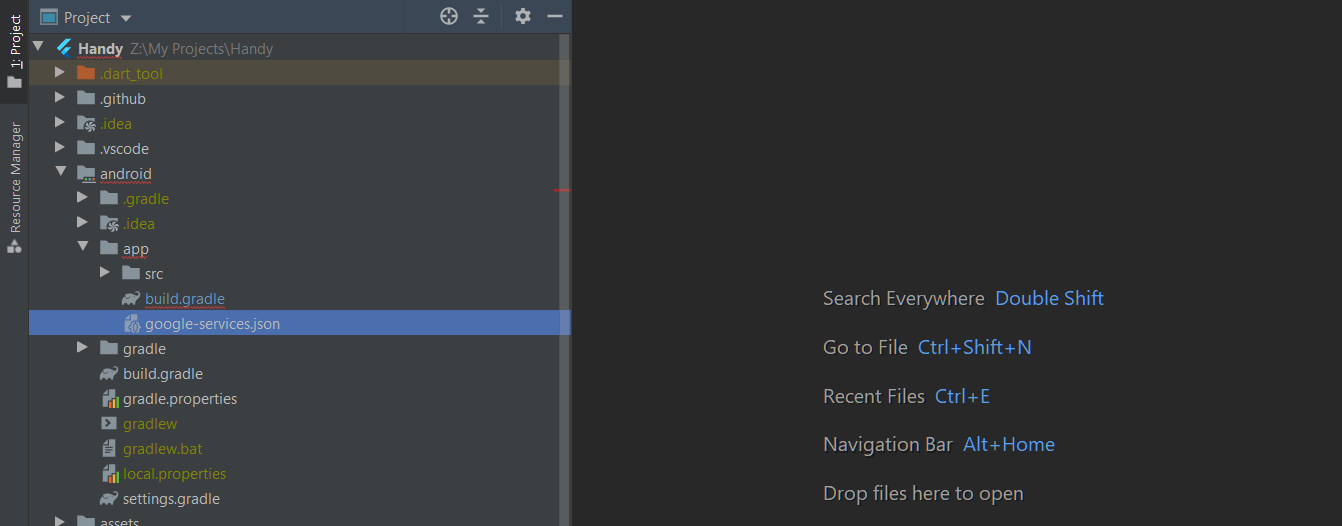 Project
1: Project
Resource Manager
Handy Z:\My Projects\Handy
.dart_tool
.github
.idea
.vscode
android
.gradle
.idea
app
src
build.gradle
google-services.json
gradle
build.gradle
gradle.properties
gradlew
gradlew.bat
local.properties
settings.gradle
assets
Search Everywhere Double Shift
Go to File Ctrl+Shift+N
Recent Files Ctrl+E
Navigation Bar Alt+Home
Drop files here to open